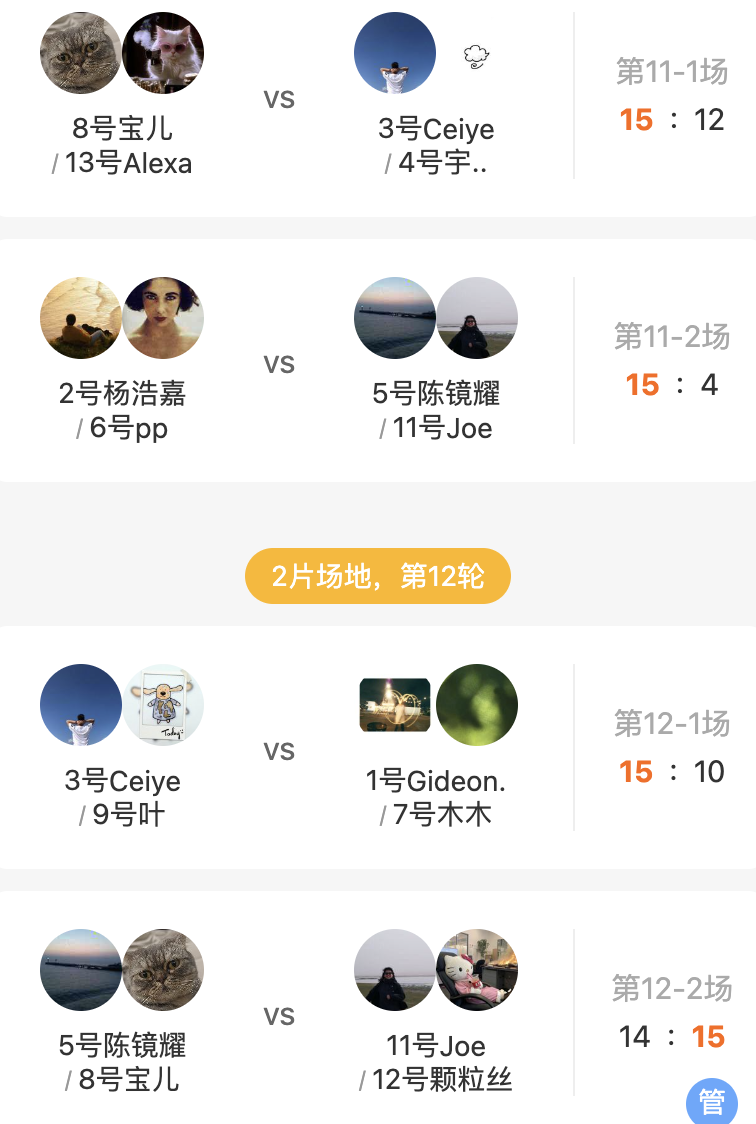 8号宝儿
/ 13号Alexa
vs
3号Ceiye
/ 4号宇..
第11-1场
15 : 12
2号杨浩嘉
/ 6号pp
vs
5号陈镜耀
/ 11号Joe
第11-2场
15 : 4
2片场地，第12轮
3号Ceiye
/ 9号叶
vs
1号Gideon.
/ 7号木木
第12-1场
15 : 10
Today
5号陈镜耀
/ 8号宝儿
vs
11号Joe
/ 12号颗粒丝
第12-2场
14 : 15
管